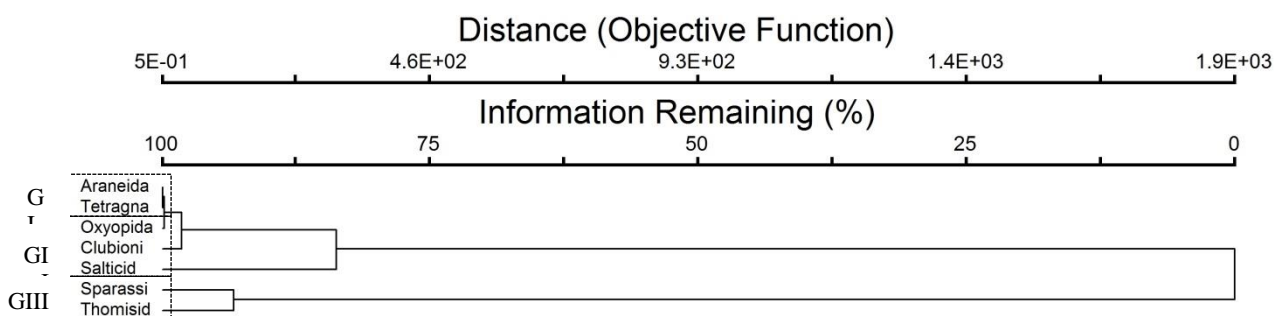 Distance (Objective Function)
5E-01 4.6E+02 9.3E+02 1.4E+03 1.9E+03
Information Remaining (%)
100 75 50 25 0
Araneida
G Tetragna
Oxyopida
GI Clubioni
Salticid
GIII Sparassi
Thomisid